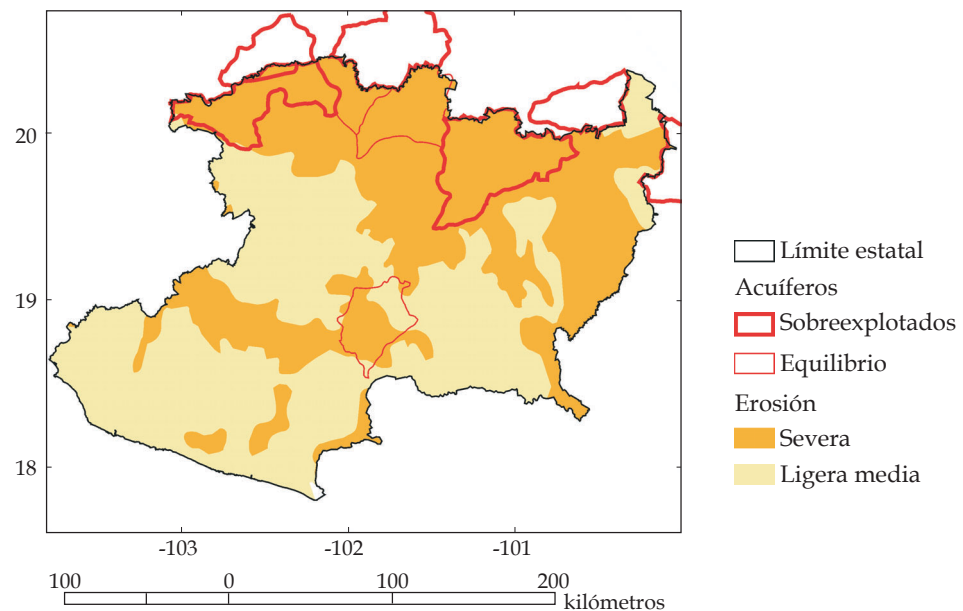 20
19
18
-103
-102
-101
100
0
100
200
kilómetros
Límite estatal
Acuíferos
Sobreexplotados
Equilibrio
Erosión
Severa
Ligera media